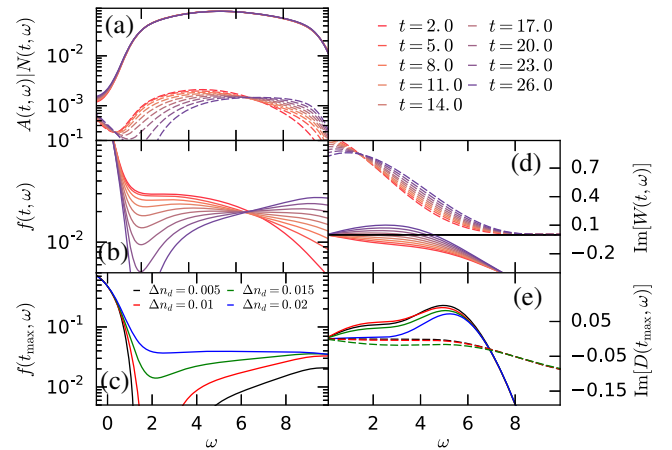 (a)
10⁻²
10⁻³
A(t, ω)|N(t, ω)
t = 2.0
t = 5.0
t = 8.0
t = 11.0
t = 14.0
t = 17.0
t = 20.0
t = 23.0
t = 26.0
10⁻¹
10⁻²
f(t, ω)
(b)
(d)
0.7
0.4
0.1
−0.2
Im[W(t, ω)]
Δn_d = 0.005
Δn_d = 0.01
Δn_d = 0.015
Δn_d = 0.02
10⁻¹
10⁻²
f(t_max, ω)
(c)
(e)
0.05
−0.05
−0.15
Im[D(t_max, ω)]
0 2 4 6 8
ω
0 2 4 6 8
ω